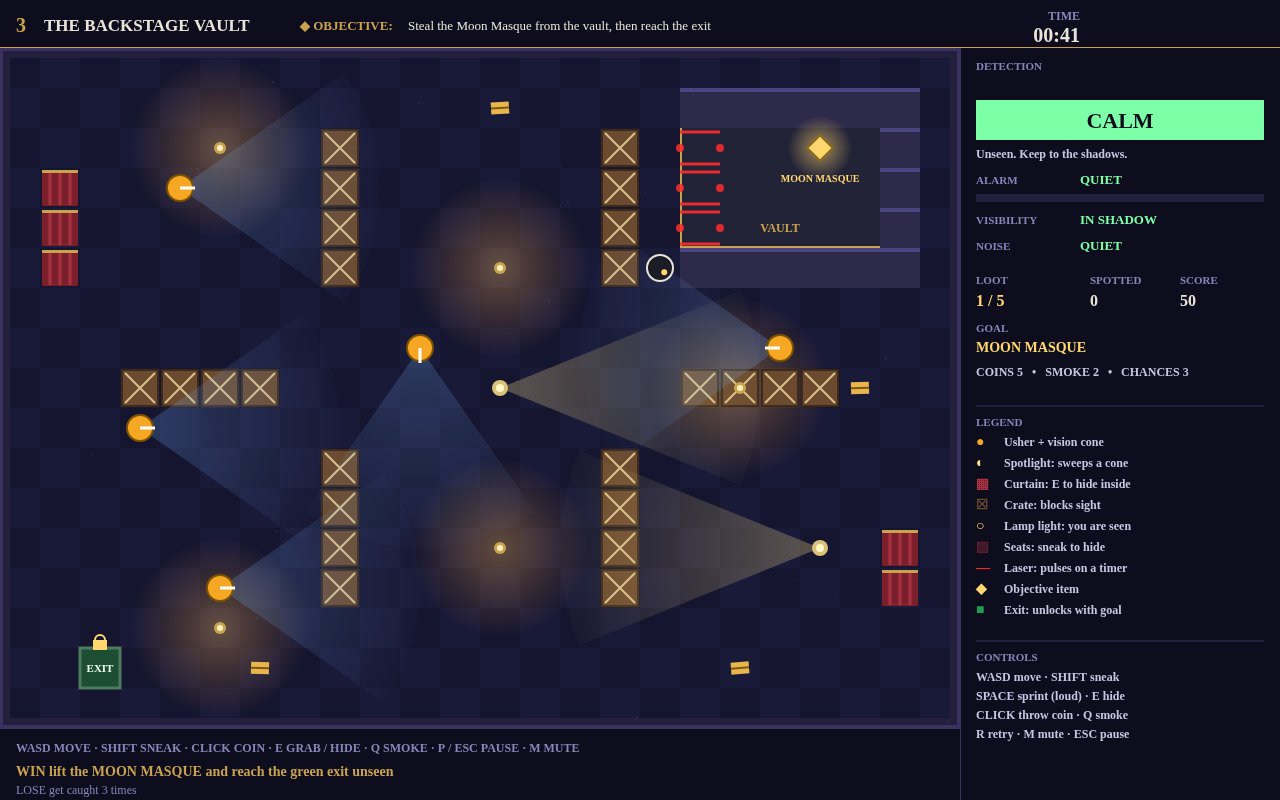 3 THE BACKSTAGE VAULT ◆ OBJECTIVE: Steal the Moon Masque from the vault, then reach the exit
TIME
00:41
DETECTION
CALM
Unseen. Keep to the shadows.
ALARM QUIET
VISIBILITY IN SHADOW
NOISE QUIET
LOOT SPOTTED SCORE
1 / 5 0 50
GOAL
MOON MASQUE
COINS 5 • SMOKE 2 • CHANCES 3
LEGEND
Usher + vision cone
Spotlight: sweeps a cone
Curtain: E to hide inside
Crate: blocks sight
Lamp light: you are seen
Seats: sneak to hide
Laser: pulses on a timer
Objective item
Exit: unlocks with goal
CONTROLS
WASD move · SHIFT sneak
SPACE sprint (loud) · E hide
CLICK throw coin · Q smoke
R retry · M mute · ESC pause
MOON MASQUE
VAULT
EXIT
WASD MOVE · SHIFT SNEAK · CLICK COIN · E GRAB / HIDE · Q SMOKE · P / ESC PAUSE · M MUTE
WIN lift the MOON MASQUE and reach the green exit unseen
LOSE get caught 3 times